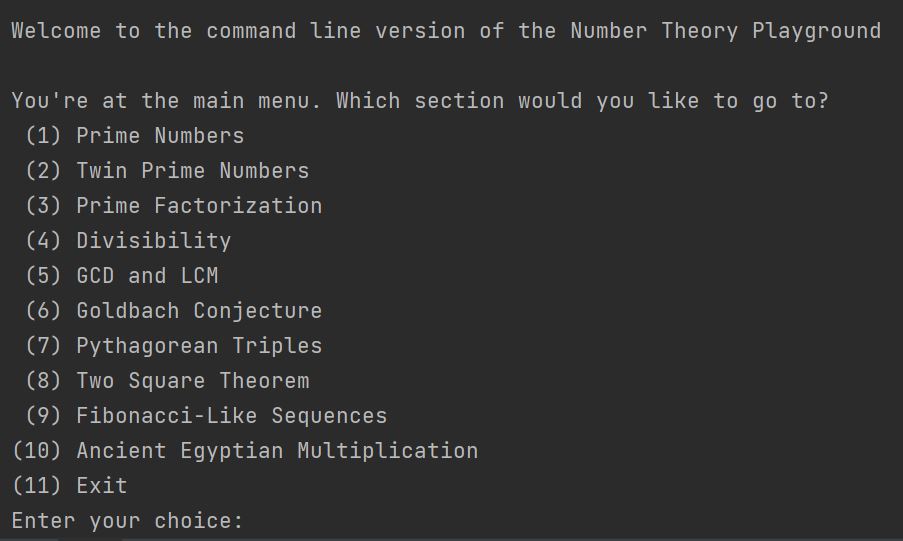 Welcome to the command line version of the Number Theory Playground
You're at the main menu. Which section would you like to go to?
(1) Prime Numbers
(2) Twin Prime Numbers
(3) Prime Factorization
(4) Divisibility
(5) GCD and LCM
(6) Goldbach Conjecture
(7) Pythagorean Triples
(8) Two Square Theorem
(9) Fibonacci-Like Sequences
(10) Ancient Egyptian Multiplication
(11) Exit
Enter your choice: